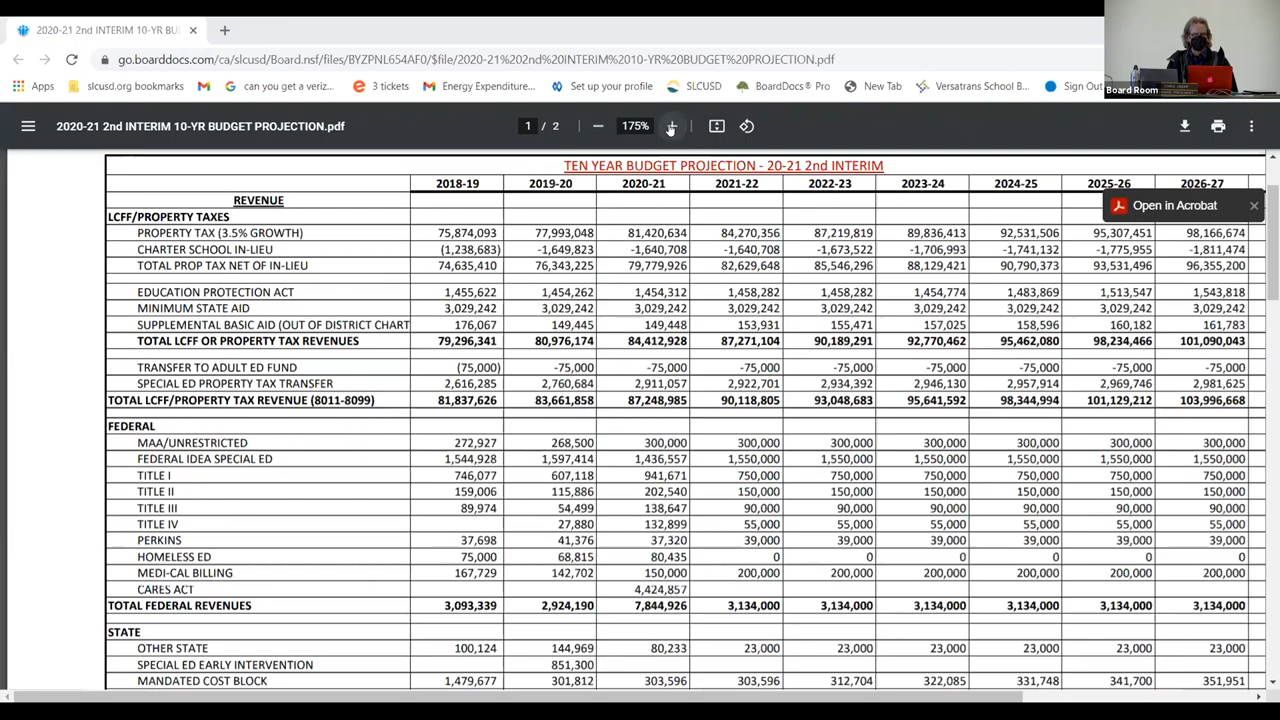 2020-21 2nd INTERIM 10-YR BU
go.boarddocs.com/ca/slcusd/Board.nsf/files/BYZPNL654AF0/$file/2020-21%202nd%20INTERIM%2010-YR%20BUDGET%20PROJECTION.pdf
Apps slcusd.org bookmarks can you get a veriz... 3 tickets Energy Expenditure... Set up your profile SLCUSD BoardDocs® Pro New Tab Versatrans School B... Sign Out
Board Room
2020-21 2nd INTERIM 10-YR BUDGET PROJECTION.pdf 1 / 2 175%
Open in Acrobat
TEN YEAR BUDGET PROJECTION - 20-21 2nd INTERIM
2018-19 2019-20 2020-21 2021-22 2022-23 2023-24 2024-25 2025-26 2026-27
REVENUE
LCFF/PROPERTY TAXES
PROPERTY TAX (3.5% GROWTH) 75,874,093 77,993,048 81,420,634 84,270,356 87,219,819 89,836,413 92,531,506 95,307,451 98,166,674
CHARTER SCHOOL IN-LIEU (1,238,683) -1,649,823 -1,640,708 -1,640,708 -1,673,522 -1,706,993 -1,741,132 -1,775,955 -1,811,474
TOTAL PROP TAX NET OF IN-LIEU 74,635,410 76,343,225 79,779,926 82,629,648 85,546,296 88,129,421 90,790,373 93,531,496 96,355,200
EDUCATION PROTECTION ACT 1,455,622 1,454,262 1,454,312 1,458,282 1,458,282 1,454,774 1,483,869 1,513,547 1,543,818
MINIMUM STATE AID 3,029,242 3,029,242 3,029,242 3,029,242 3,029,242 3,029,242 3,029,242 3,029,242 3,029,242
SUPPLEMENTAL BASIC AID (OUT OF DISTRICT CHART 176,067 149,445 149,448 153,931 155,471 157,025 158,596 160,182 161,783
TOTAL LCFF OR PROPERTY TAX REVENUES 79,296,341 80,976,174 84,412,928 87,271,104 90,189,291 92,770,462 95,462,080 98,234,466 101,090,043
TRANSFER TO ADULT ED FUND (75,000) -75,000 -75,000 -75,000 -75,000 -75,000 -75,000 -75,000 -75,000
SPECIAL ED PROPERTY TAX TRANSFER 2,616,285 2,760,684 2,911,057 2,922,701 2,934,392 2,946,130 2,957,914 2,969,746 2,981,625
TOTAL LCFF/PROPERTY TAX REVENUE (8011-8099) 81,837,626 83,661,858 87,248,985 90,118,805 93,048,683 95,641,592 98,344,994 101,129,212 103,996,668
FEDERAL
MAA/UNRESTRICTED 272,927 268,500 300,000 300,000 300,000 300,000 300,000 300,000 300,000
FEDERAL IDEA SPECIAL ED 1,544,928 1,597,414 1,436,557 1,550,000 1,550,000 1,550,000 1,550,000 1,550,000 1,550,000
TITLE I 746,077 607,118 941,671 750,000 750,000 750,000 750,000 750,000 750,000
TITLE II 159,006 115,886 202,540 150,000 150,000 150,000 150,000 150,000 150,000
TITLE III 89,974 54,499 138,647 90,000 90,000 90,000 90,000 90,000 90,000
TITLE IV 27,880 132,899 55,000 55,000 55,000 55,000 55,000 55,000
PERKINS 37,698 41,376 37,320 39,000 39,000 39,000 39,000 39,000 39,000
HOMELESS ED 75,000 68,815 80,435 0 0 0 0 0 0
MEDI-CAL BILLING 167,729 142,702 150,000 200,000 200,000 200,000 200,000 200,000 200,000
CARES ACT 4,424,857
TOTAL FEDERAL REVENUES 3,093,339 2,924,190 7,844,926 3,134,000 3,134,000 3,134,000 3,134,000 3,134,000 3,134,000
STATE
OTHER STATE 100,124 144,969 80,233 23,000 23,000 23,000 23,000 23,000 23,000
SPECIAL ED EARLY INTERVENTION 851,300
MANDATED COST BLOCK 1,479,677 301,812 303,596 303,596 312,704 322,085 331,748 341,700 351,951